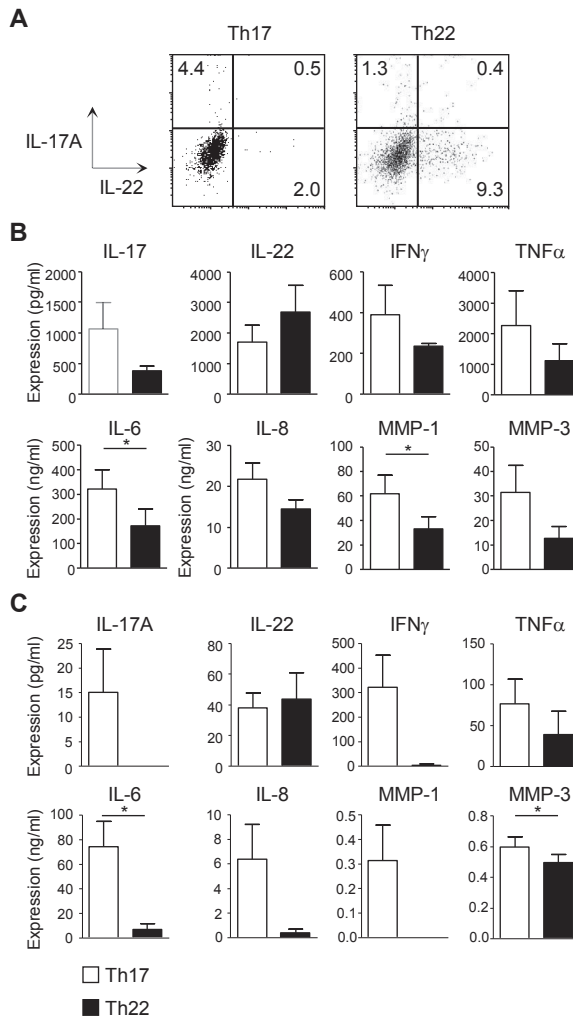 A
Th17 Th22
4.4 0.5 1.3 0.4
IL-17A
IL-22
2.0 9.3
B
IL-17 IL-22 IFNγ TNFα
Expression (pg/ml)
2000 4000 600 4000
1500 3000 400 3000
1000 2000 200 2000
500 1000 1000
0 0 0 0
IL-6 IL-8 MMP-1 MMP-3
* *
Expression (ng/ml) Expression (ng/ml)
500 30 100 50
400 80 40
300 20 60 30
200 10 40 20
100 20 10
0 0 0 0
C
IL-17A IL-22 IFNγ TNFα
Expression (pg/ml)
25 80 500 150
20 60 400 100
15 40 300 50
10 20 200
5 100
0 0 0 0
IL-6 IL-8 MMP-1 MMP-3
* *
Expression (ng/ml)
100 10 0.5 0.8
80 8 0.4 0.6
60 6 0.3 0.4
40 4 0.2 0.2
20 2 0.1
0 0 0.0 0.0
Th17
Th22